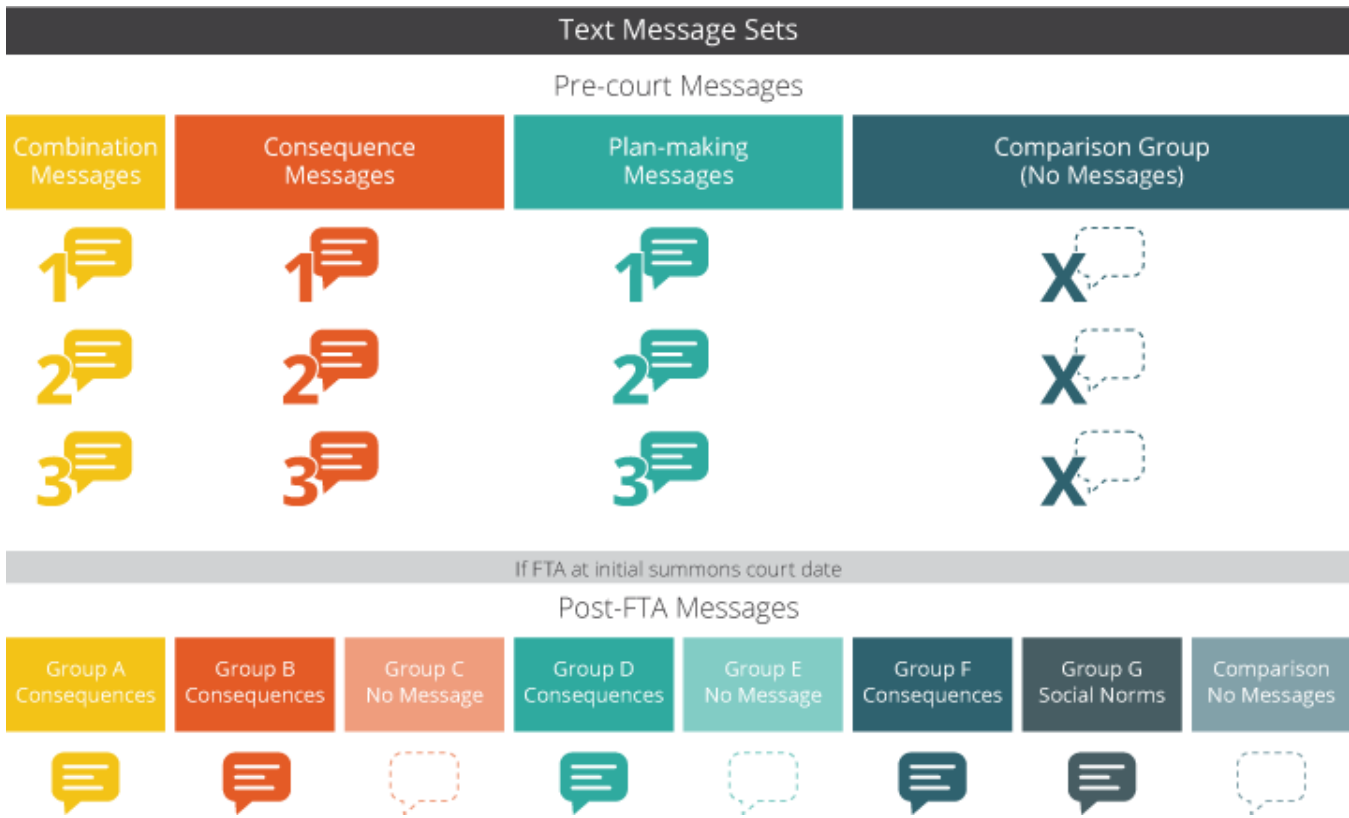 Text Message Sets
Pre-court Messages
Combination
Messages
Consequence
Messages
Plan-making
Messages
Comparison Group
(No Messages)
1
1
1
X
2
2
2
X
3
3
3
X
If FTA at initial summons court date
Post-FTA Messages
Group A
Consequences
Group B
Consequences
Group C
No Message
Group D
Consequences
Group E
No Message
Group F
Consequences
Group G
Social Norms
Comparison
No Messages